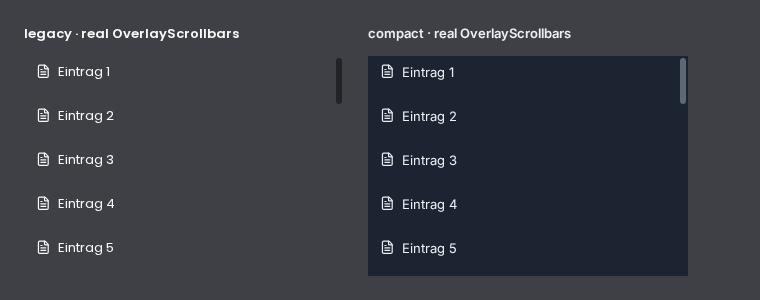 legacy · real OverlayScrollbars
Eintrag 1
Eintrag 2
Eintrag 3
Eintrag 4
Eintrag 5
compact · real OverlayScrollbars
Eintrag 1
Eintrag 2
Eintrag 3
Eintrag 4
Eintrag 5